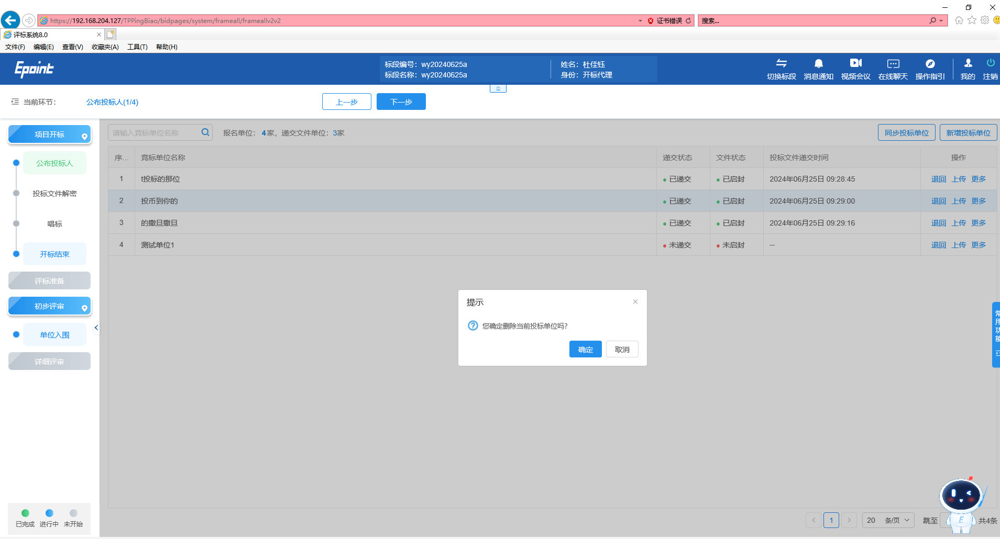 https://192.168.204.127/TPPingBiao/bidpages/system/frameall/frameallv2v2
证书错误
搜索...
评标系统8.0
文件(F) 编辑(E) 查看(V) 收藏夹(A) 工具(T) 帮助(H)
Epoint
标段编号：wy20240625a
标段名称：wy20240625a
姓名：杜佳钰
身份：开标代理
切换标段 消息通知 视频会议 在线聊天 操作指引 我的 注销
当前环节：
公布投标人(1/4)
上一步 下一步
项目开标
公布投标人
投标文件解密
唱标
开标结束
评标准备
初步评审
单位入围
详细评审
已完成 进行中 未开始
请输入竞标单位名称
报名单位：4家，递交文件单位：3家
同步投标单位 新增投标单位
序... 竞标单位名称 递交状态 文件状态 投标文件递交时间 操作
1 t投标的那位 已递交 已启封 2024年06月25日 09:28:45 退回 上传 更多
2 投币到你的 已递交 已启封 2024年06月25日 09:29:00 退回 上传 更多
3 的撒旦撒旦 已递交 已启封 2024年06月25日 09:29:16 退回 上传 更多
4 测试单位1 未递交 未启封 -- 退回 上传 更多
提示
您确定删除当前投标单位吗?
确定 取消
常用功能
1 20 条/页 跳至 共4条
E